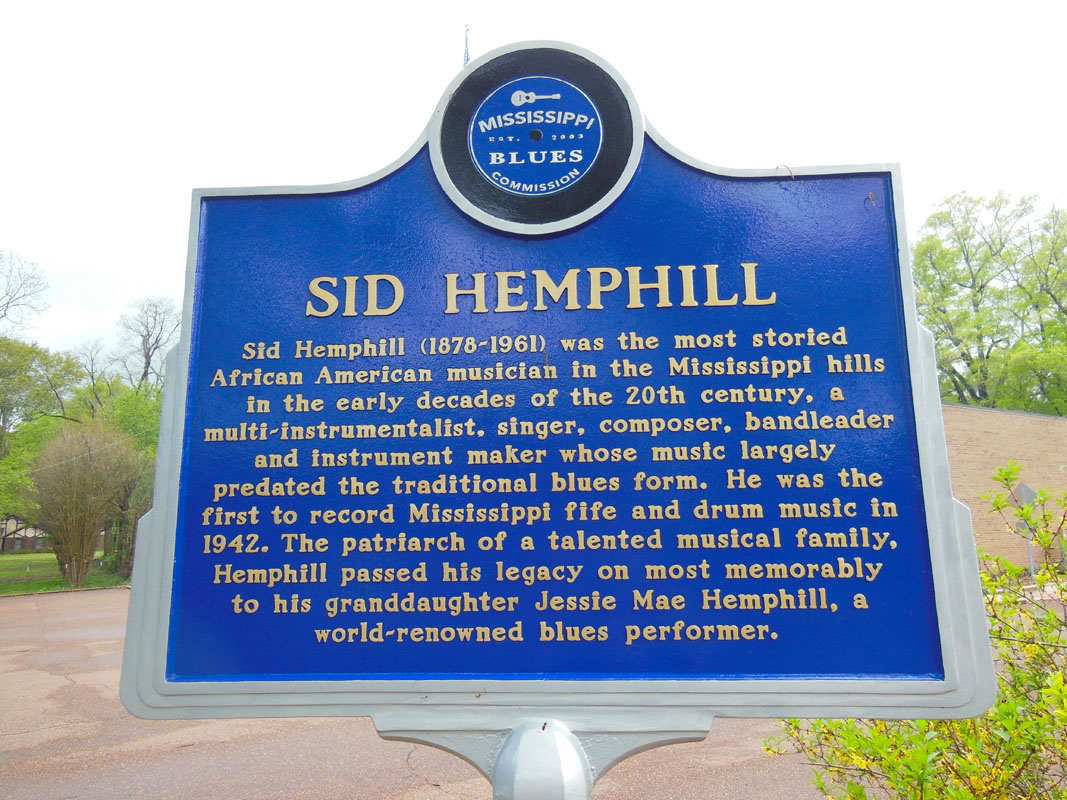 MISSISSIPPI
EST. 2003
BLUES
COMMISSION
SID HEMPHILL
Sid Hemphill (1878-1961) was the most storied
African American musician in the Mississippi hills
in the early decades of the 20th century, a
multi-instrumentalist, singer, composer, bandleader
and instrument maker whose music largely
predated the traditional blues form. He was the
first to record Mississippi fife and drum music in
1942. The patriarch of a talented musical family,
Hemphill passed his legacy on most memorably
to his granddaughter Jessie Mae Hemphill, a
world-renowned blues performer.